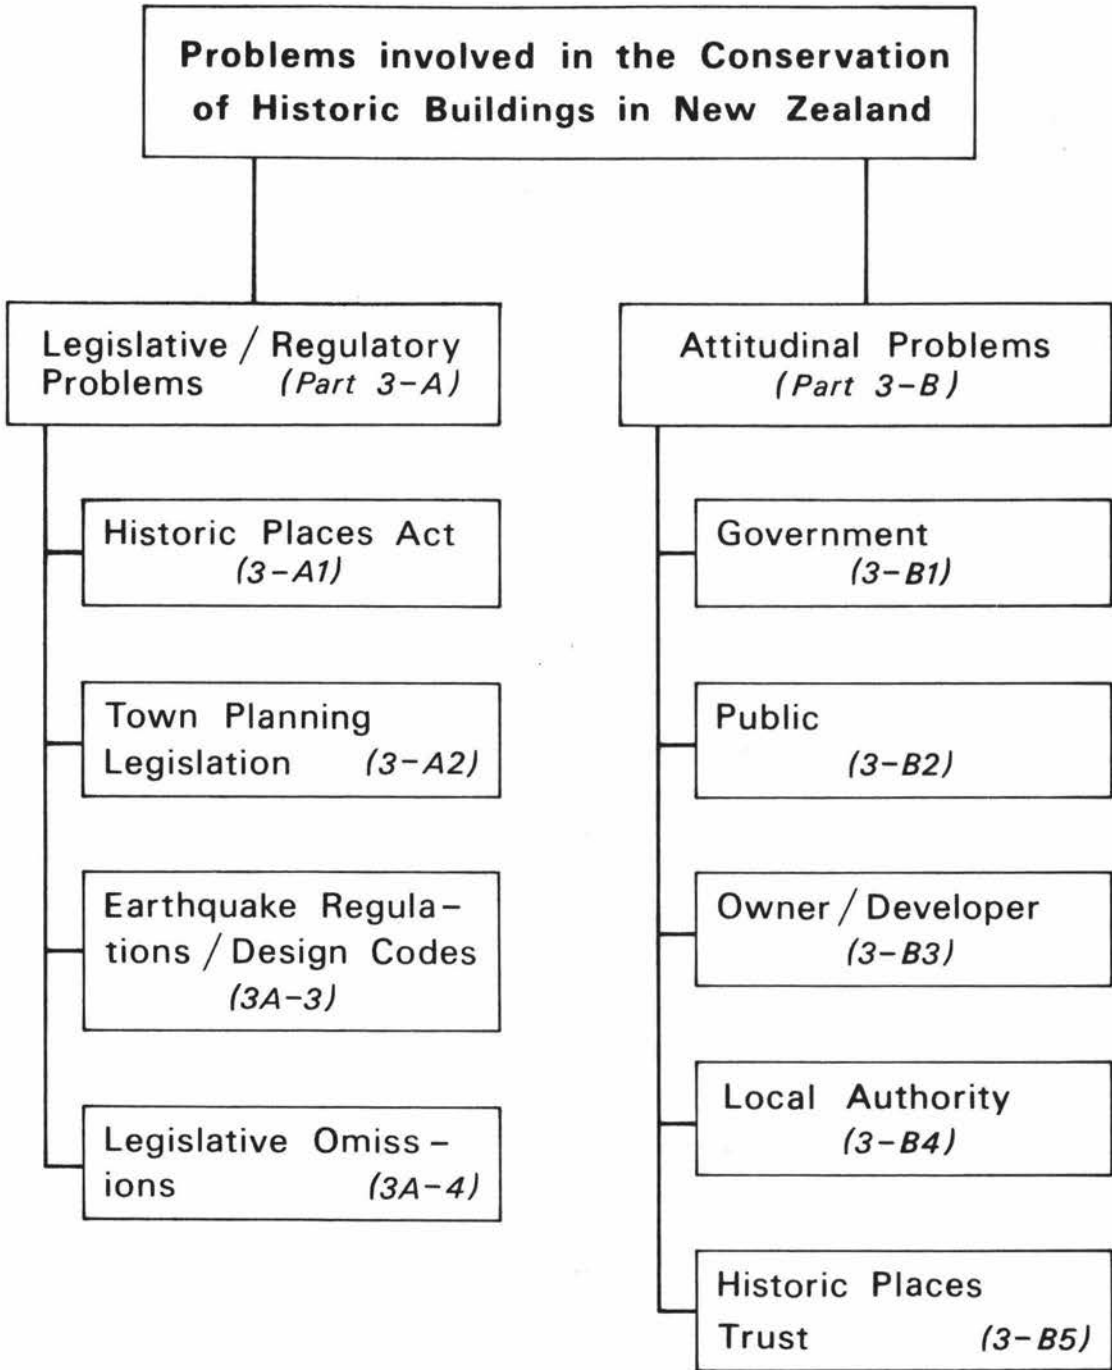 Problems involved in the Conservation
of Historic Buildings in New Zealand
Legislative / Regulatory
Problems (Part 3-A)
Historic Places Act
(3-A1)
Town Planning
Legislation (3-A2)
Earthquake Regula-
tions / Design Codes
(3A-3)
Legislative Omiss-
ions (3A-4)
Attitudinal Problems
(Part 3-B)
Government
(3-B1)
Public
(3-B2)
Owner / Developer
(3-B3)
Local Authority
(3-B4)
Historic Places
Trust (3-B5)